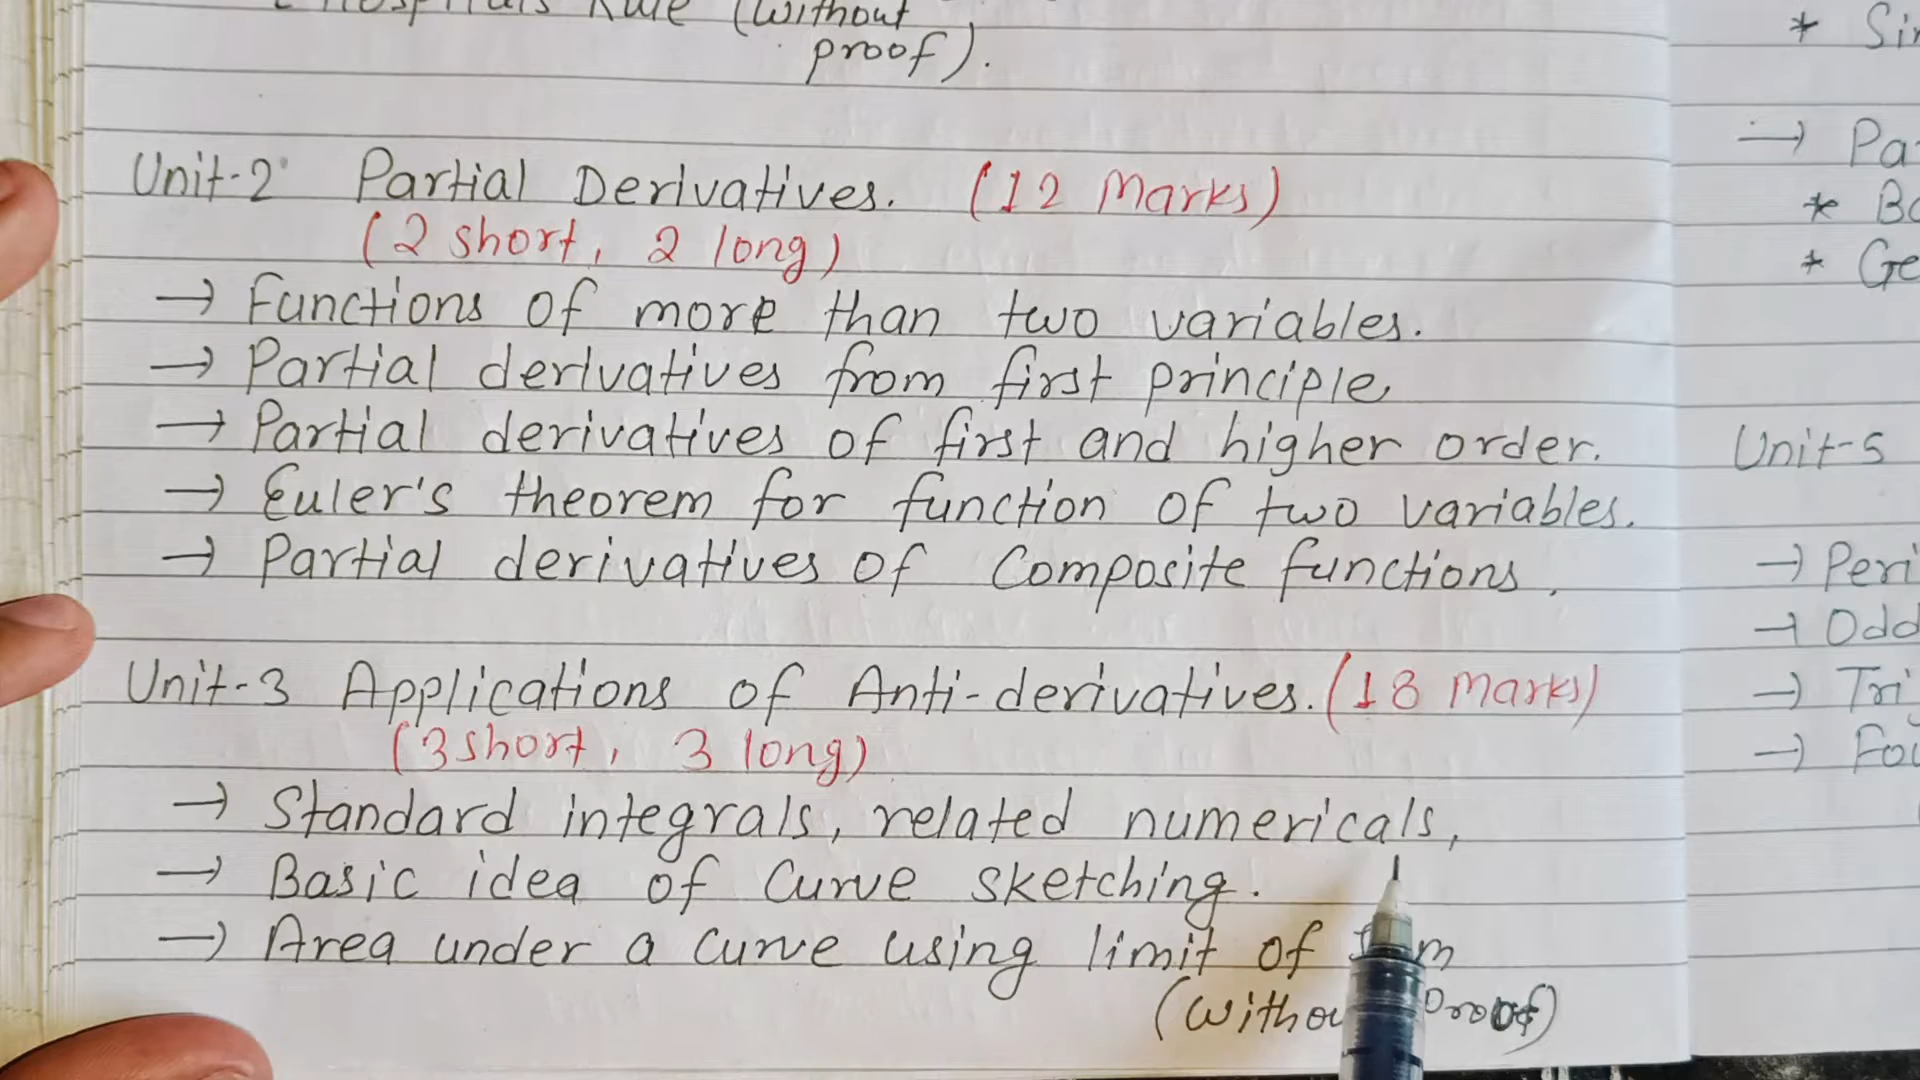 Rule (without
proof).
Unit-2 Partial Derivatives. (12 Marks)
(2 short, 2 long)
→ Functions of more than two variables.
→ Partial derivatives from first principle
→ Partial derivatives of first and higher order.
→ Euler's theorem for function of two variables.
→ Partial derivatives of Composite functions.
Unit-3 Applications of Anti-derivatives. (18 Marks)
(3 short, 3 long)
→ Standard integrals, related numericals,
→ Basic idea of Curve sketching.
→ Area under a curve using limit of
Proof)
Unit-5